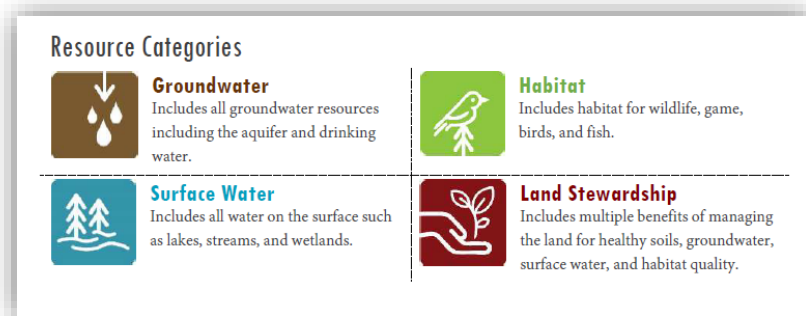 Resource Categories
Groundwater
Includes all groundwater resources
including the aquifer and drinking
water.
Habitat
Includes habitat for wildlife, game,
birds, and fish.
Surface Water
Includes all water on the surface such
as lakes, streams, and wetlands.
Land Stewardship
Includes multiple benefits of managing
the land for healthy soils, groundwater,
surface water, and habitat quality.